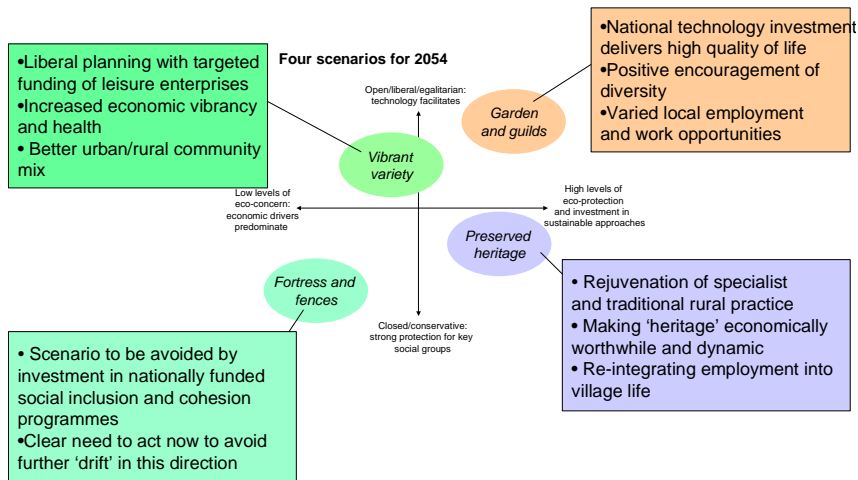 Four scenarios for 2054
•Liberal planning with targeted
funding of leisure enterprises
•Increased economic vibrancy
and health
• Better urban/rural community
mix
•National technology investment
delivers high quality of life
•Positive encouragement of
diversity
•Varied local employment
and work opportunities
Open/liberal/egalitarian:
technology facilitates
Garden
and guilds
Vibrant
variety
Low levels of
eco-concern:
economic drivers
predominate
High levels of
eco-protection
and investment in
sustainable approaches
Preserved
heritage
Fortress and
fences
Closed/conservative:
strong protection for key
social groups
• Rejuvenation of specialist
and traditional rural practice
• Making ‘heritage’ economically
worthwhile and dynamic
• Re-integrating employment into
village life
• Scenario to be avoided by
investment in nationally funded
social inclusion and cohesion
programmes
•Clear need to act now to avoid
further ‘drift’ in this direction